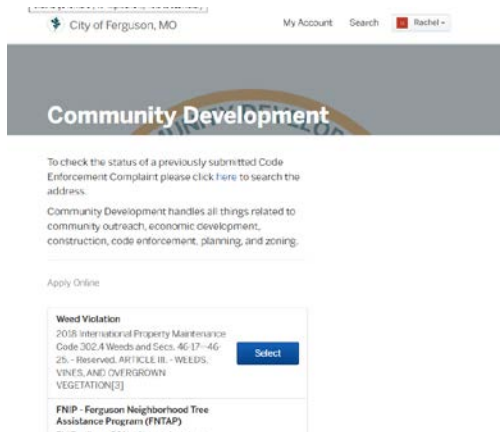 City of Ferguson, MO
My Account Search Rachel
Community Development
To check the status of a previously submitted Code
Enforcement Complaint please click here to search the
address.
Community Development handles all things related to
community outreach, economic development,
construction, code enforcement, planning, and zoning.
Apply Online
Weed Violation
2018 International Property Maintenance
Code 302.4 Weeds and Secs. 46-17--46-
25. - Reserved. ARTICLE III. - WEEDS,
VINES, AND OVERGROWN
VEGETATION[3]
Select
FNIP - Ferguson Neighborhood Tree
Assistance Program (FNTAP)